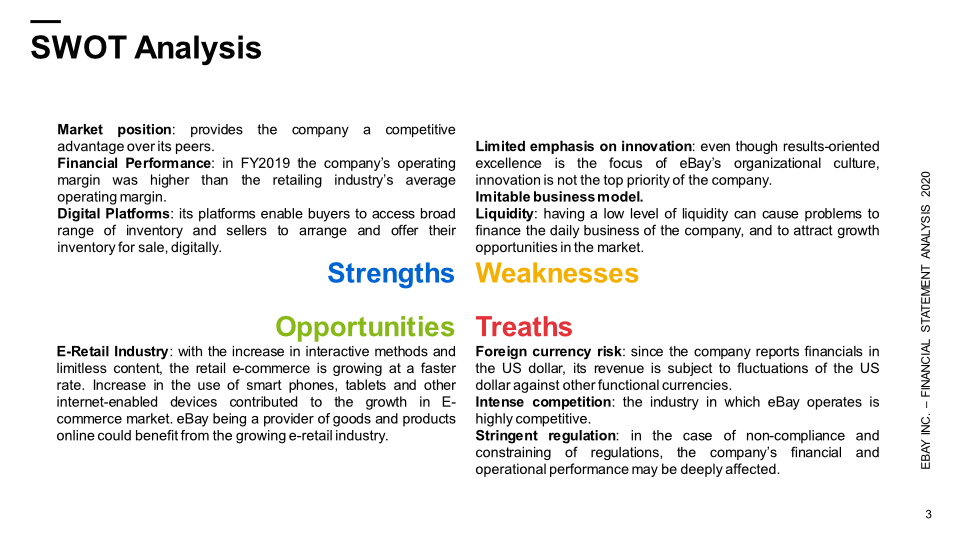 SWOT Analysis
Market position: provides the company a competitive
advantage over its peers.
Financial Performance: in FY2019 the company's operating
margin was higher than the retailing industry's average
operating margin.
Digital Platforms: its platforms enable buyers to access broad
range of inventory and sellers to arrange and offer their
inventory for sale, digitally.
Strengths
Limited emphasis on innovation: even though results-oriented
excellence is the focus of eBay's organizational culture,
innovation is not the top priority of the company.
Imitable business model.
Liquidity: having a low level of liquidity can cause problems to
finance the daily business of the company, and to attract growth
opportunities in the market.
Weaknesses
Opportunities
E-Retail Industry: with the increase in interactive methods and
limitless content, the retail e-commerce is growing at a faster
rate. Increase in the use of smart phones, tablets and other
internet-enabled devices contributed to the growth in E-
commerce market. eBay being a provider of goods and products
online could benefit from the growing e-retail industry.
Treaths
Foreign currency risk: since the company reports financials in
the US dollar, its revenue is subject to fluctuations of the US
dollar against other functional currencies.
Intense competition: the industry in which eBay operates is
highly competitive.
Stringent regulation: in the case of non-compliance and
constraining of regulations, the company's financial and
operational performance may be deeply affected.
EBAY INC. – FINANCIAL STATEMENT ANALYSIS 2020
3